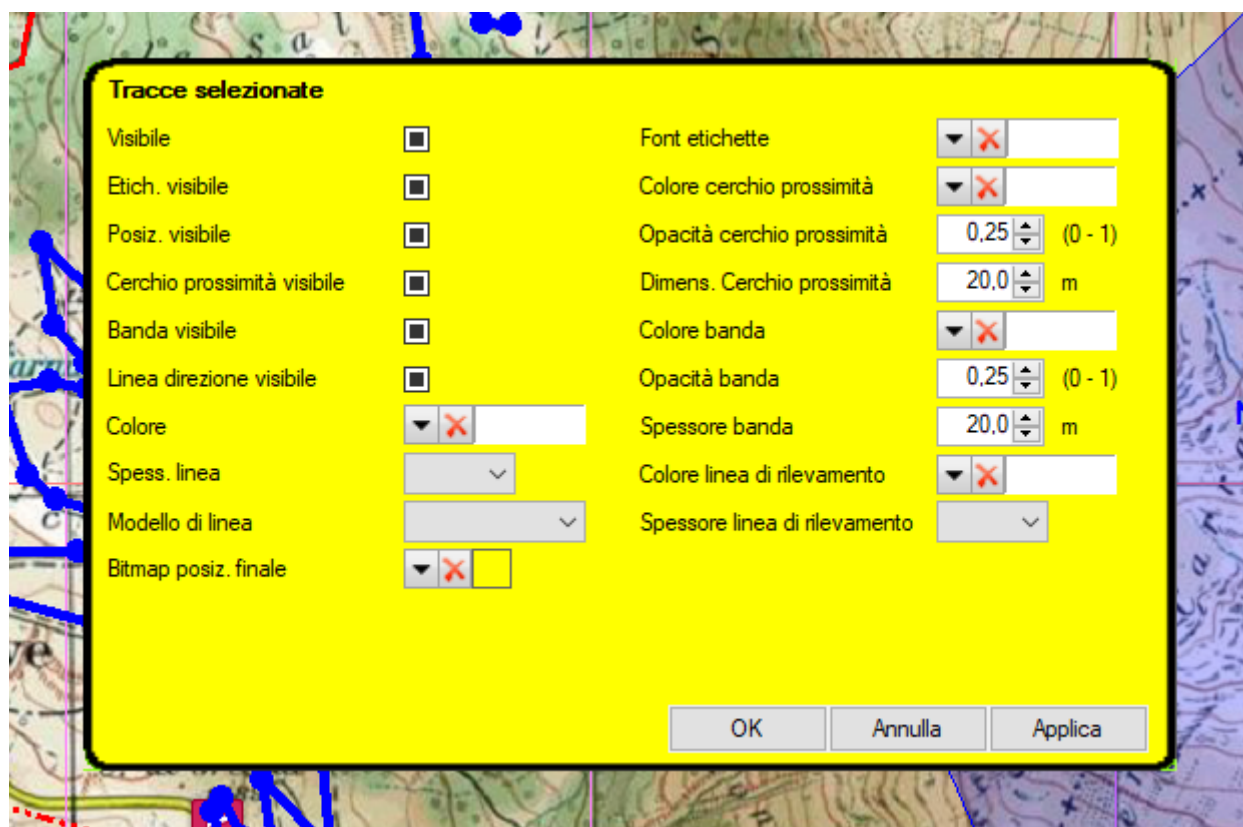 s a l
S
Tracce selezionate
Visibile
Etich. visibile
Posiz. visibile
Cerchio prossimità visibile
Banda visibile
Linea direzione visibile
Colore
Spess. linea
Modello di linea
Bitmap posiz. finale
Font etichette
Colore cerchio prossimità
Opacità cerchio prossimità 0,25 (0 - 1)
Dimens. Cerchio prossimità 20,0 m
Colore banda
Opacità banda 0,25 (0 - 1)
Spessore banda 20,0 m
Colore linea di rilevamento
Spessore linea di rilevamento
OK Annulla Applica